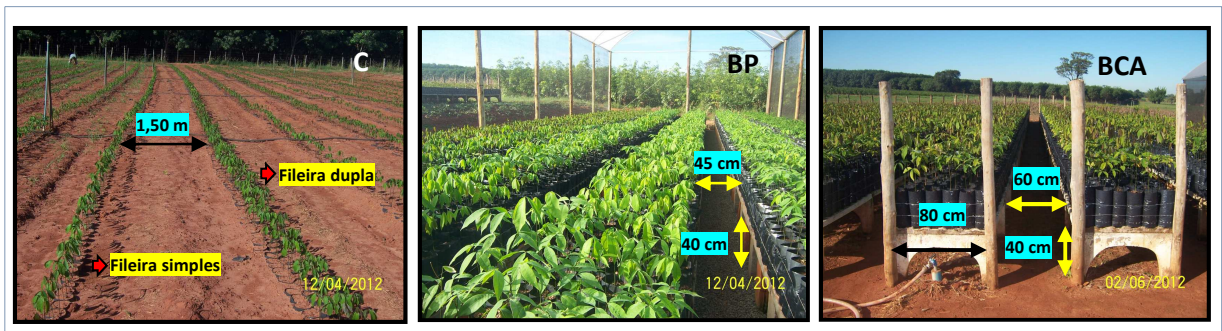 C
1,50 m
Fileira dupla
Fileira simples
12/04/2012
BP
45 cm
40 cm
12/04/2012
BCA
60 cm
80 cm
40 cm
02/06/2012